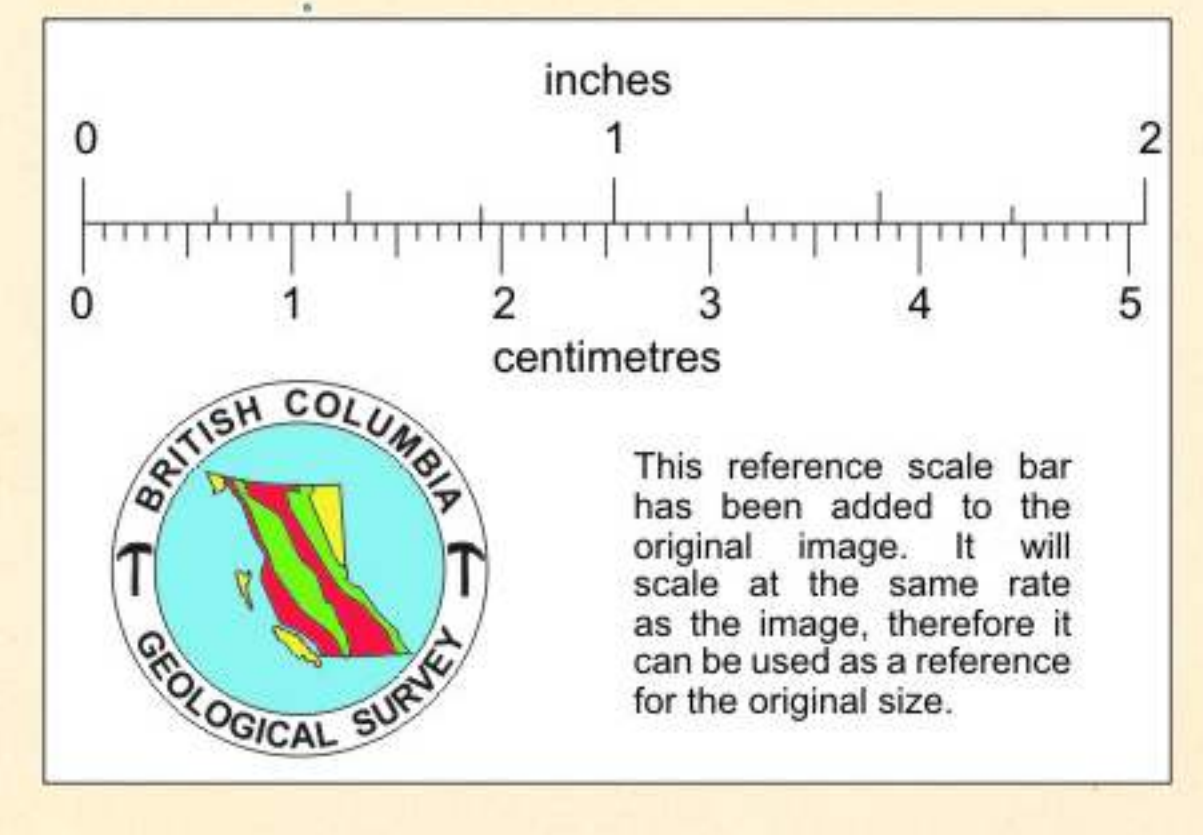 inches
0 1 2
0 1 2 3 4 5
centimetres
BRITISH COLUMBIA
GEOLOGICAL SURVEY
This reference scale bar
has been added to the
original image. It will
scale at the same rate
as the image, therefore it
can be used as a reference
for the original size.